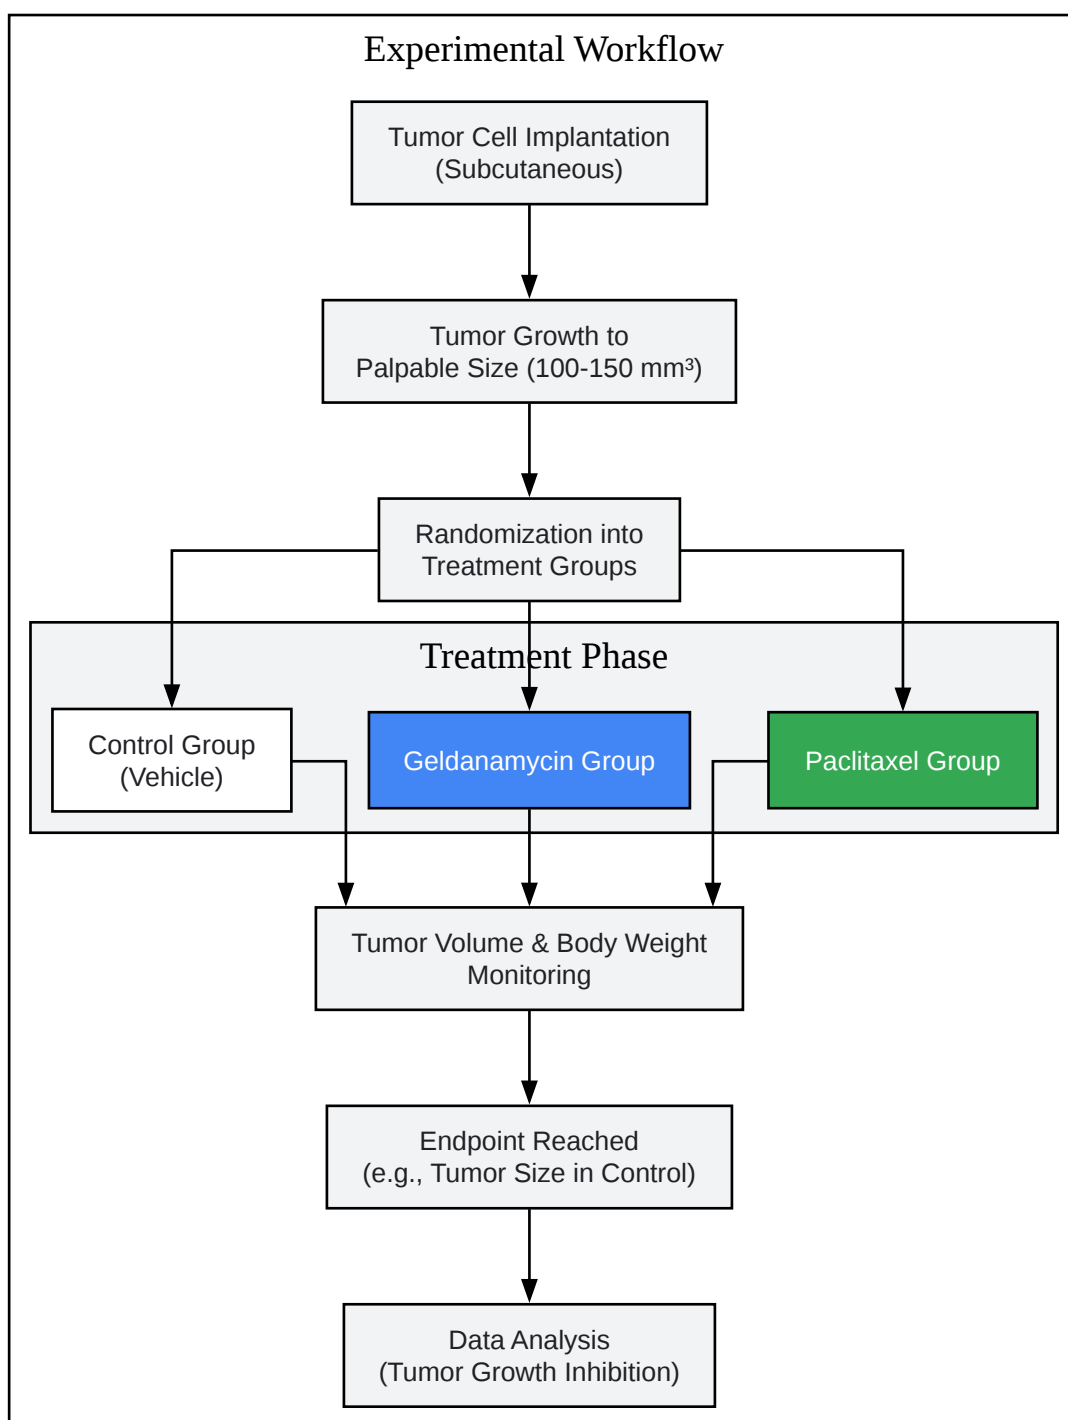 Experimental Workflow
Tumor Cell Implantation
(Subcutaneous)
Tumor Growth to
Palpable Size (100-150 mm³)
Randomization into
Treatment Groups
Treatment Phase
Control Group
(Vehicle)
Geldanamycin Group
Paclitaxel Group
Tumor Volume & Body Weight
Monitoring
Endpoint Reached
(e.g., Tumor Size in Control)
Data Analysis
(Tumor Growth Inhibition)